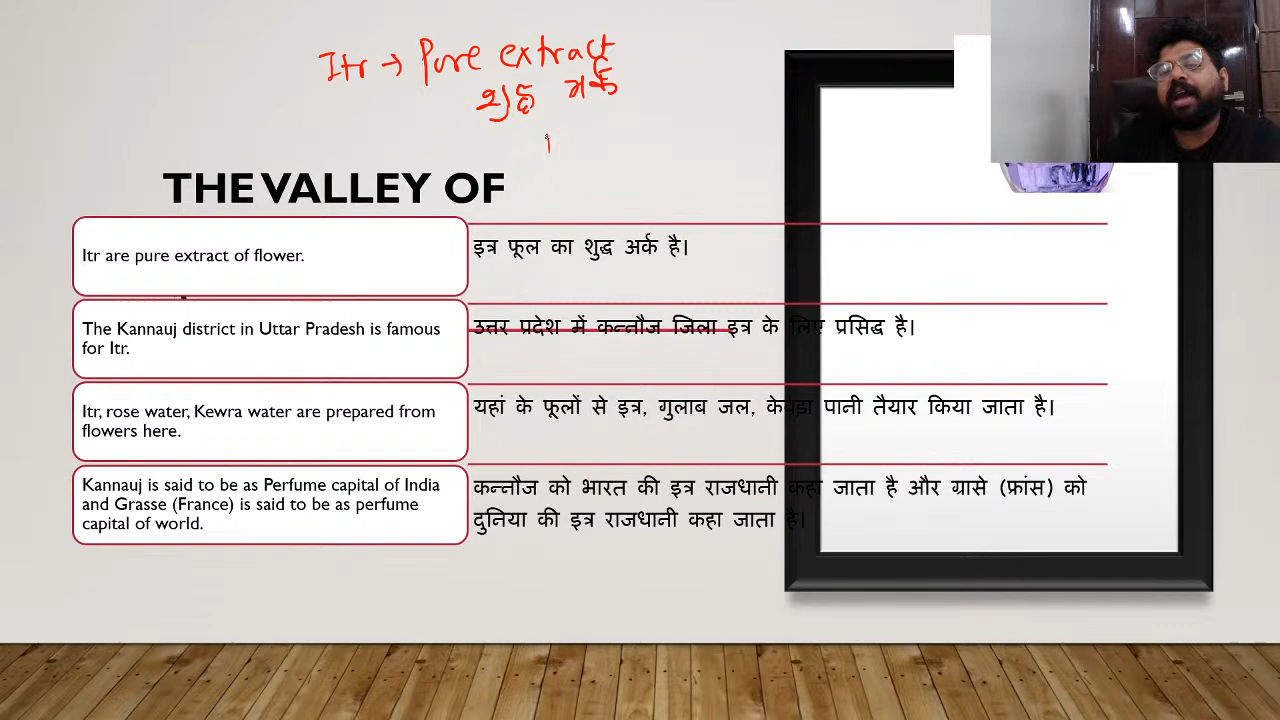 Itr → Pure extract
शुद्ध अर्क
THE VALLEY OF
Itr are pure extract of flower.
इत्र फूल का शुद्ध अर्क है।
The Kannauj district in Uttar Pradesh is famous
for Itr.
उत्तर प्रदेश में कन्नौज जिला इत्र के लिए प्रसिद्ध है।
Itr, rose water, Kewra water are prepared from
flowers here.
यहां के फूलों से इत्र, गुलाब जल, केवड़ा पानी तैयार किया जाता है।
Kannauj is said to be as Perfume capital of India
and Grasse (France) is said to be as perfume
capital of world.
कन्नौज को भारत की इत्र राजधानी कहा जाता है और ग्रासे (फ्रांस) को
दुनिया की इत्र राजधानी कहा जाता है।